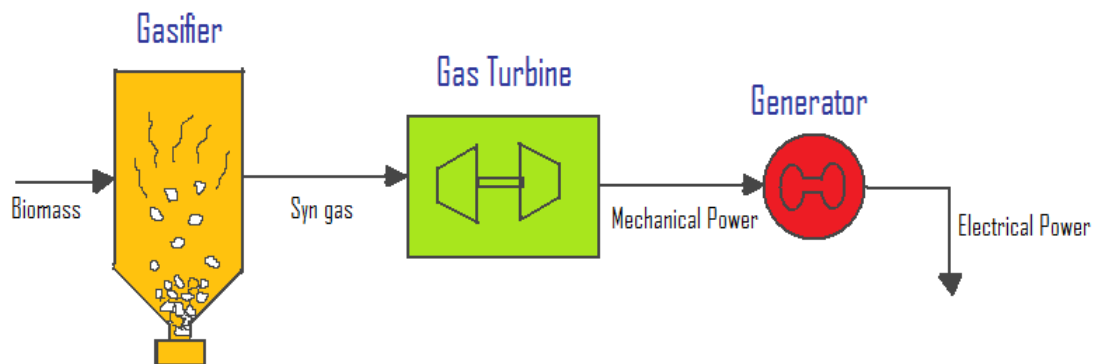 Gasifier
Gas Turbine
Generator
Biomass
Syn gas
Mechanical Power
Electrical Power